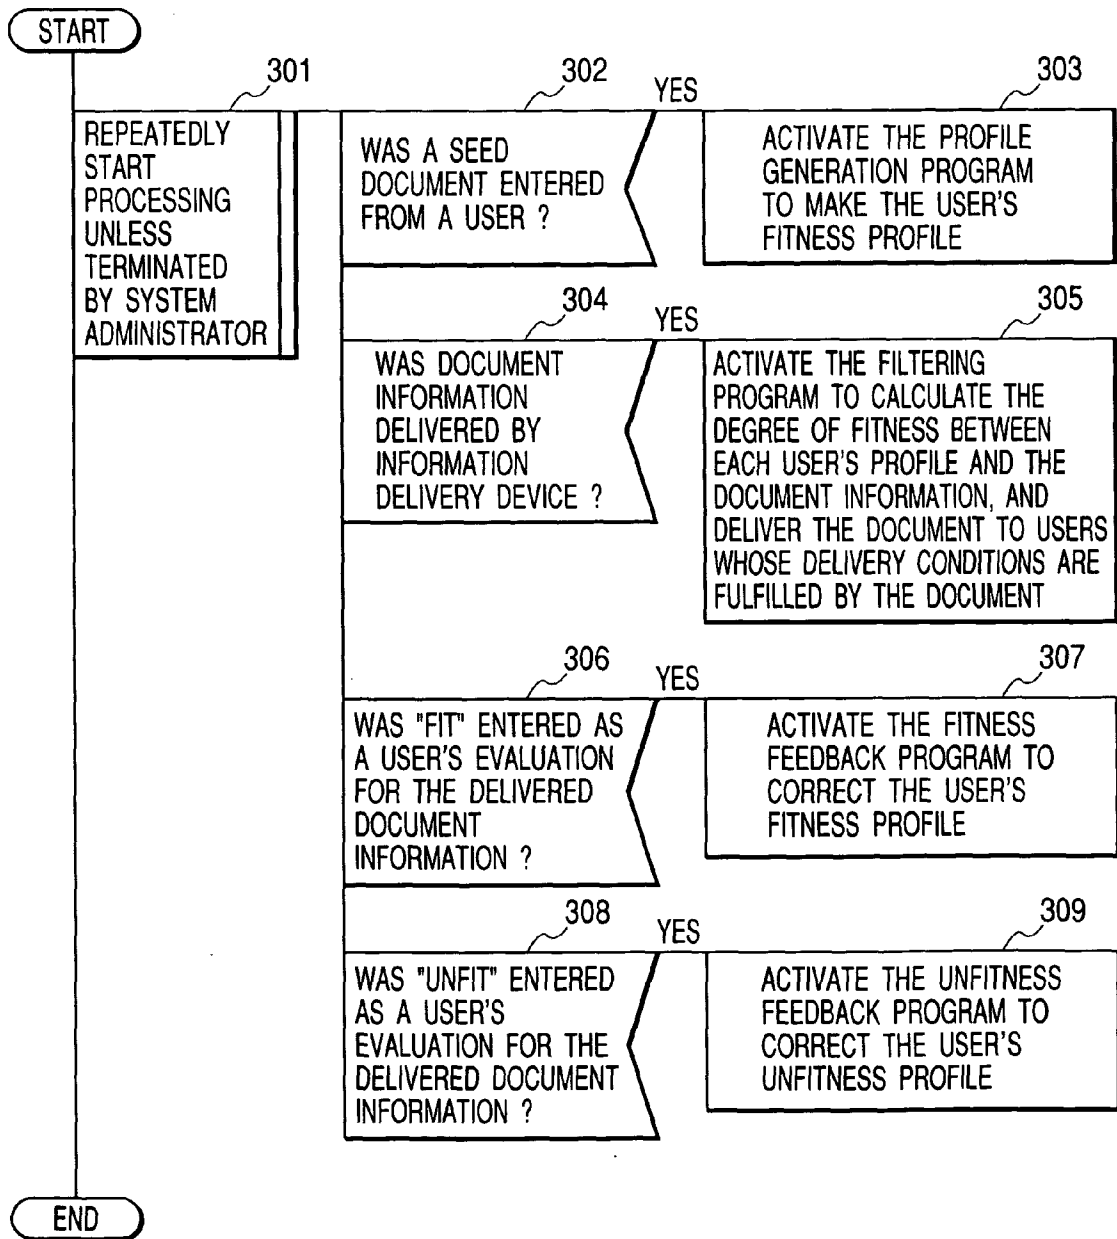 START
301
REPEATEDLY
START
PROCESSING
UNLESS
TERMINATED
BY SYSTEM
ADMINISTRATOR
302
WAS A SEED
DOCUMENT ENTERED
FROM A USER ?
YES
303
ACTIVATE THE PROFILE
GENERATION PROGRAM
TO MAKE THE USER'S
FITNESS PROFILE
304
WAS DOCUMENT
INFORMATION
DELIVERED BY
INFORMATION
DELIVERY DEVICE ?
YES
305
ACTIVATE THE FILTERING
PROGRAM TO CALCULATE THE
DEGREE OF FITNESS BETWEEN
EACH USER'S PROFILE AND THE
DOCUMENT INFORMATION, AND
DELIVER THE DOCUMENT TO USERS
WHOSE DELIVERY CONDITIONS ARE
FULFILLED BY THE DOCUMENT
306
WAS "FIT" ENTERED AS
A USER'S EVALUATION
FOR THE DELIVERED
DOCUMENT
INFORMATION ?
YES
307
ACTIVATE THE FITNESS
FEEDBACK PROGRAM TO
CORRECT THE USER'S
FITNESS PROFILE
308
WAS "UNFIT" ENTERED
AS A USER'S
EVALUATION FOR THE
DELIVERED DOCUMENT
INFORMATION ?
YES
309
ACTIVATE THE UNFITNESS
FEEDBACK PROGRAM TO
CORRECT THE USER'S
UNFITNESS PROFILE
END